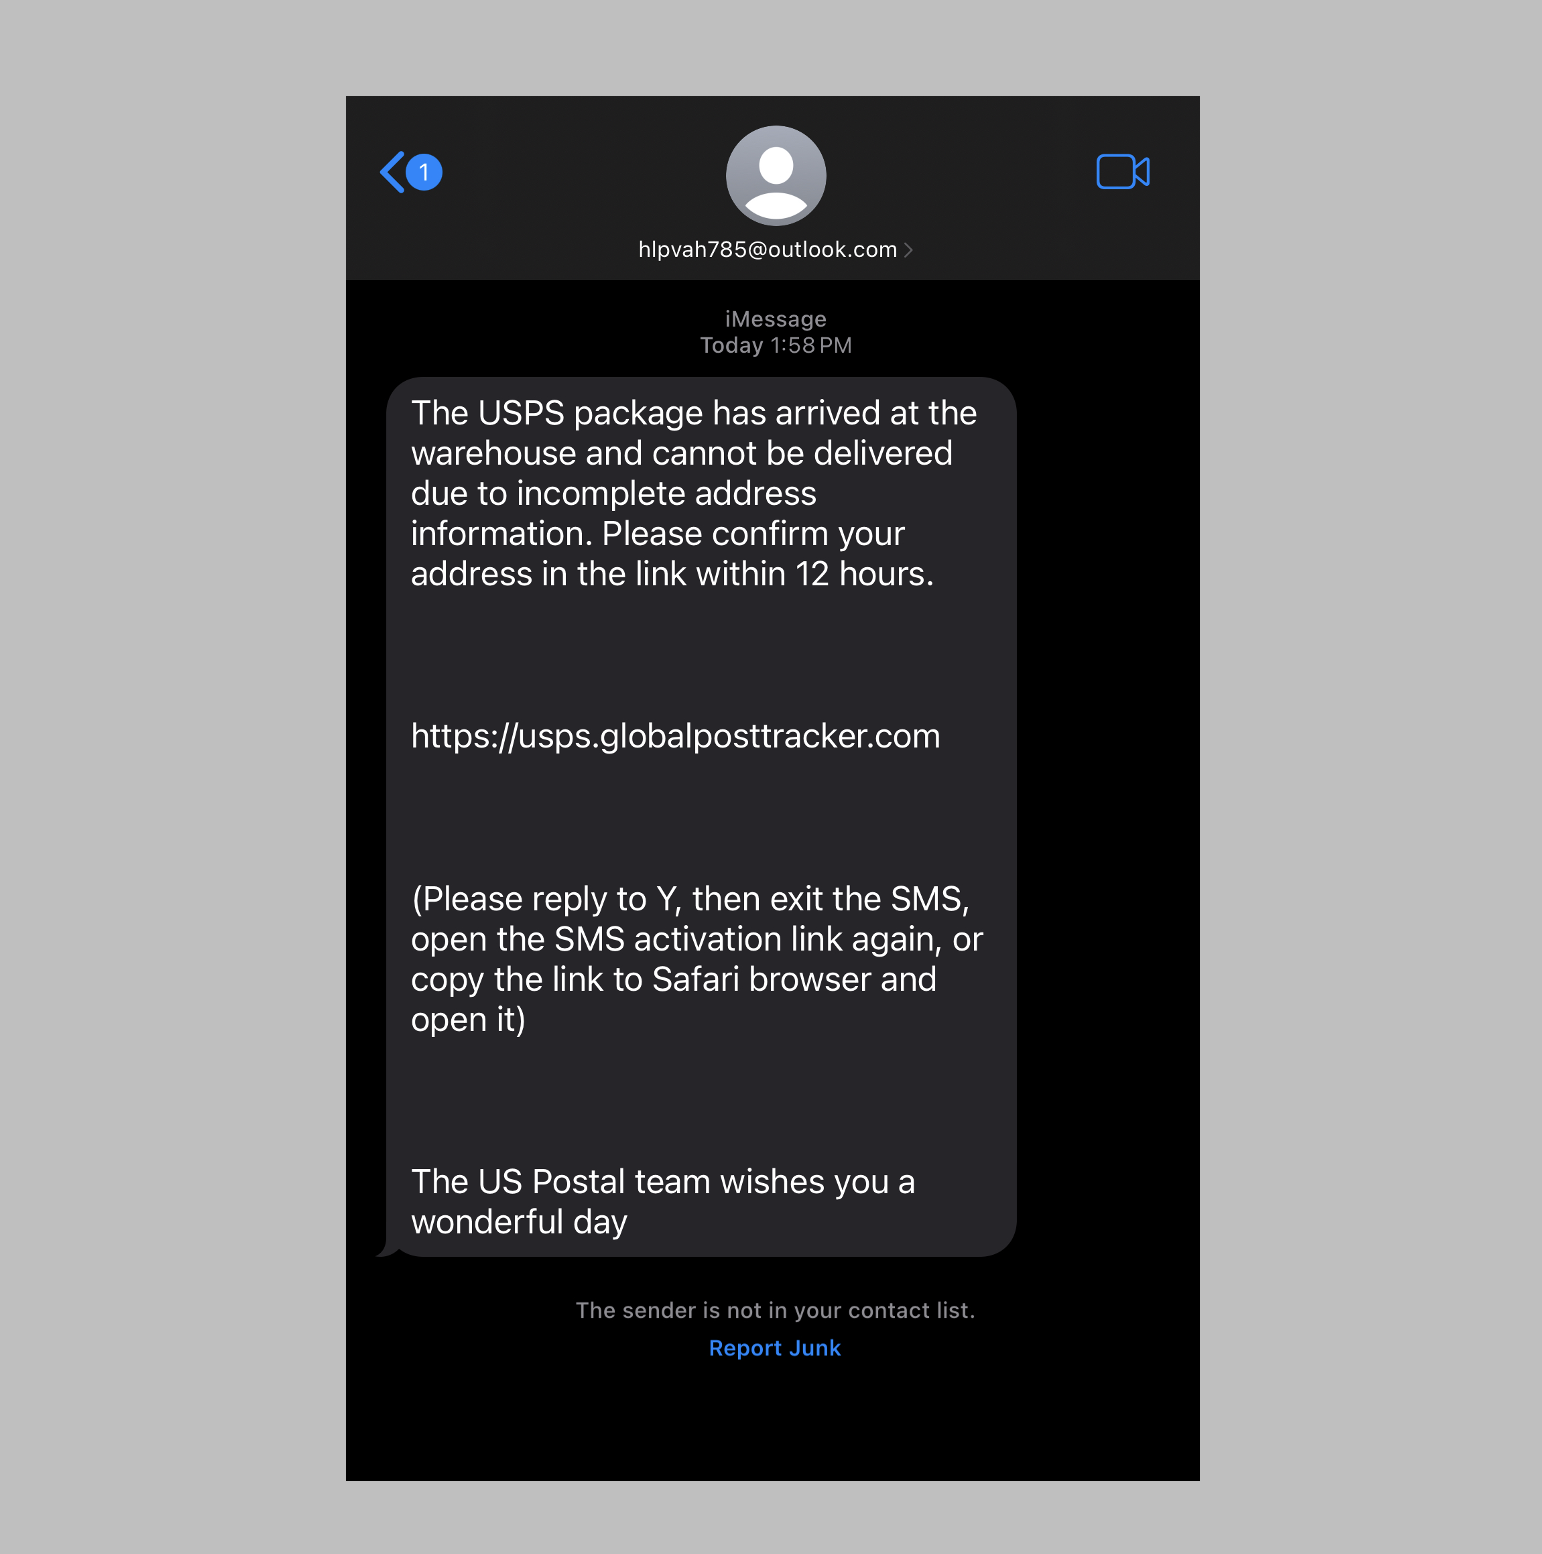 1
hlpvah785@outlook.com
iMessage
Today 1:58 PM
The USPS package has arrived at the
warehouse and cannot be delivered
due to incomplete address
information. Please confirm your
address in the link within 12 hours.
https://usps.globalposttracker.com
(Please reply to Y, then exit the SMS,
open the SMS activation link again, or
copy the link to Safari browser and
open it)
The US Postal team wishes you a
wonderful day
The sender is not in your contact list.
Report Junk